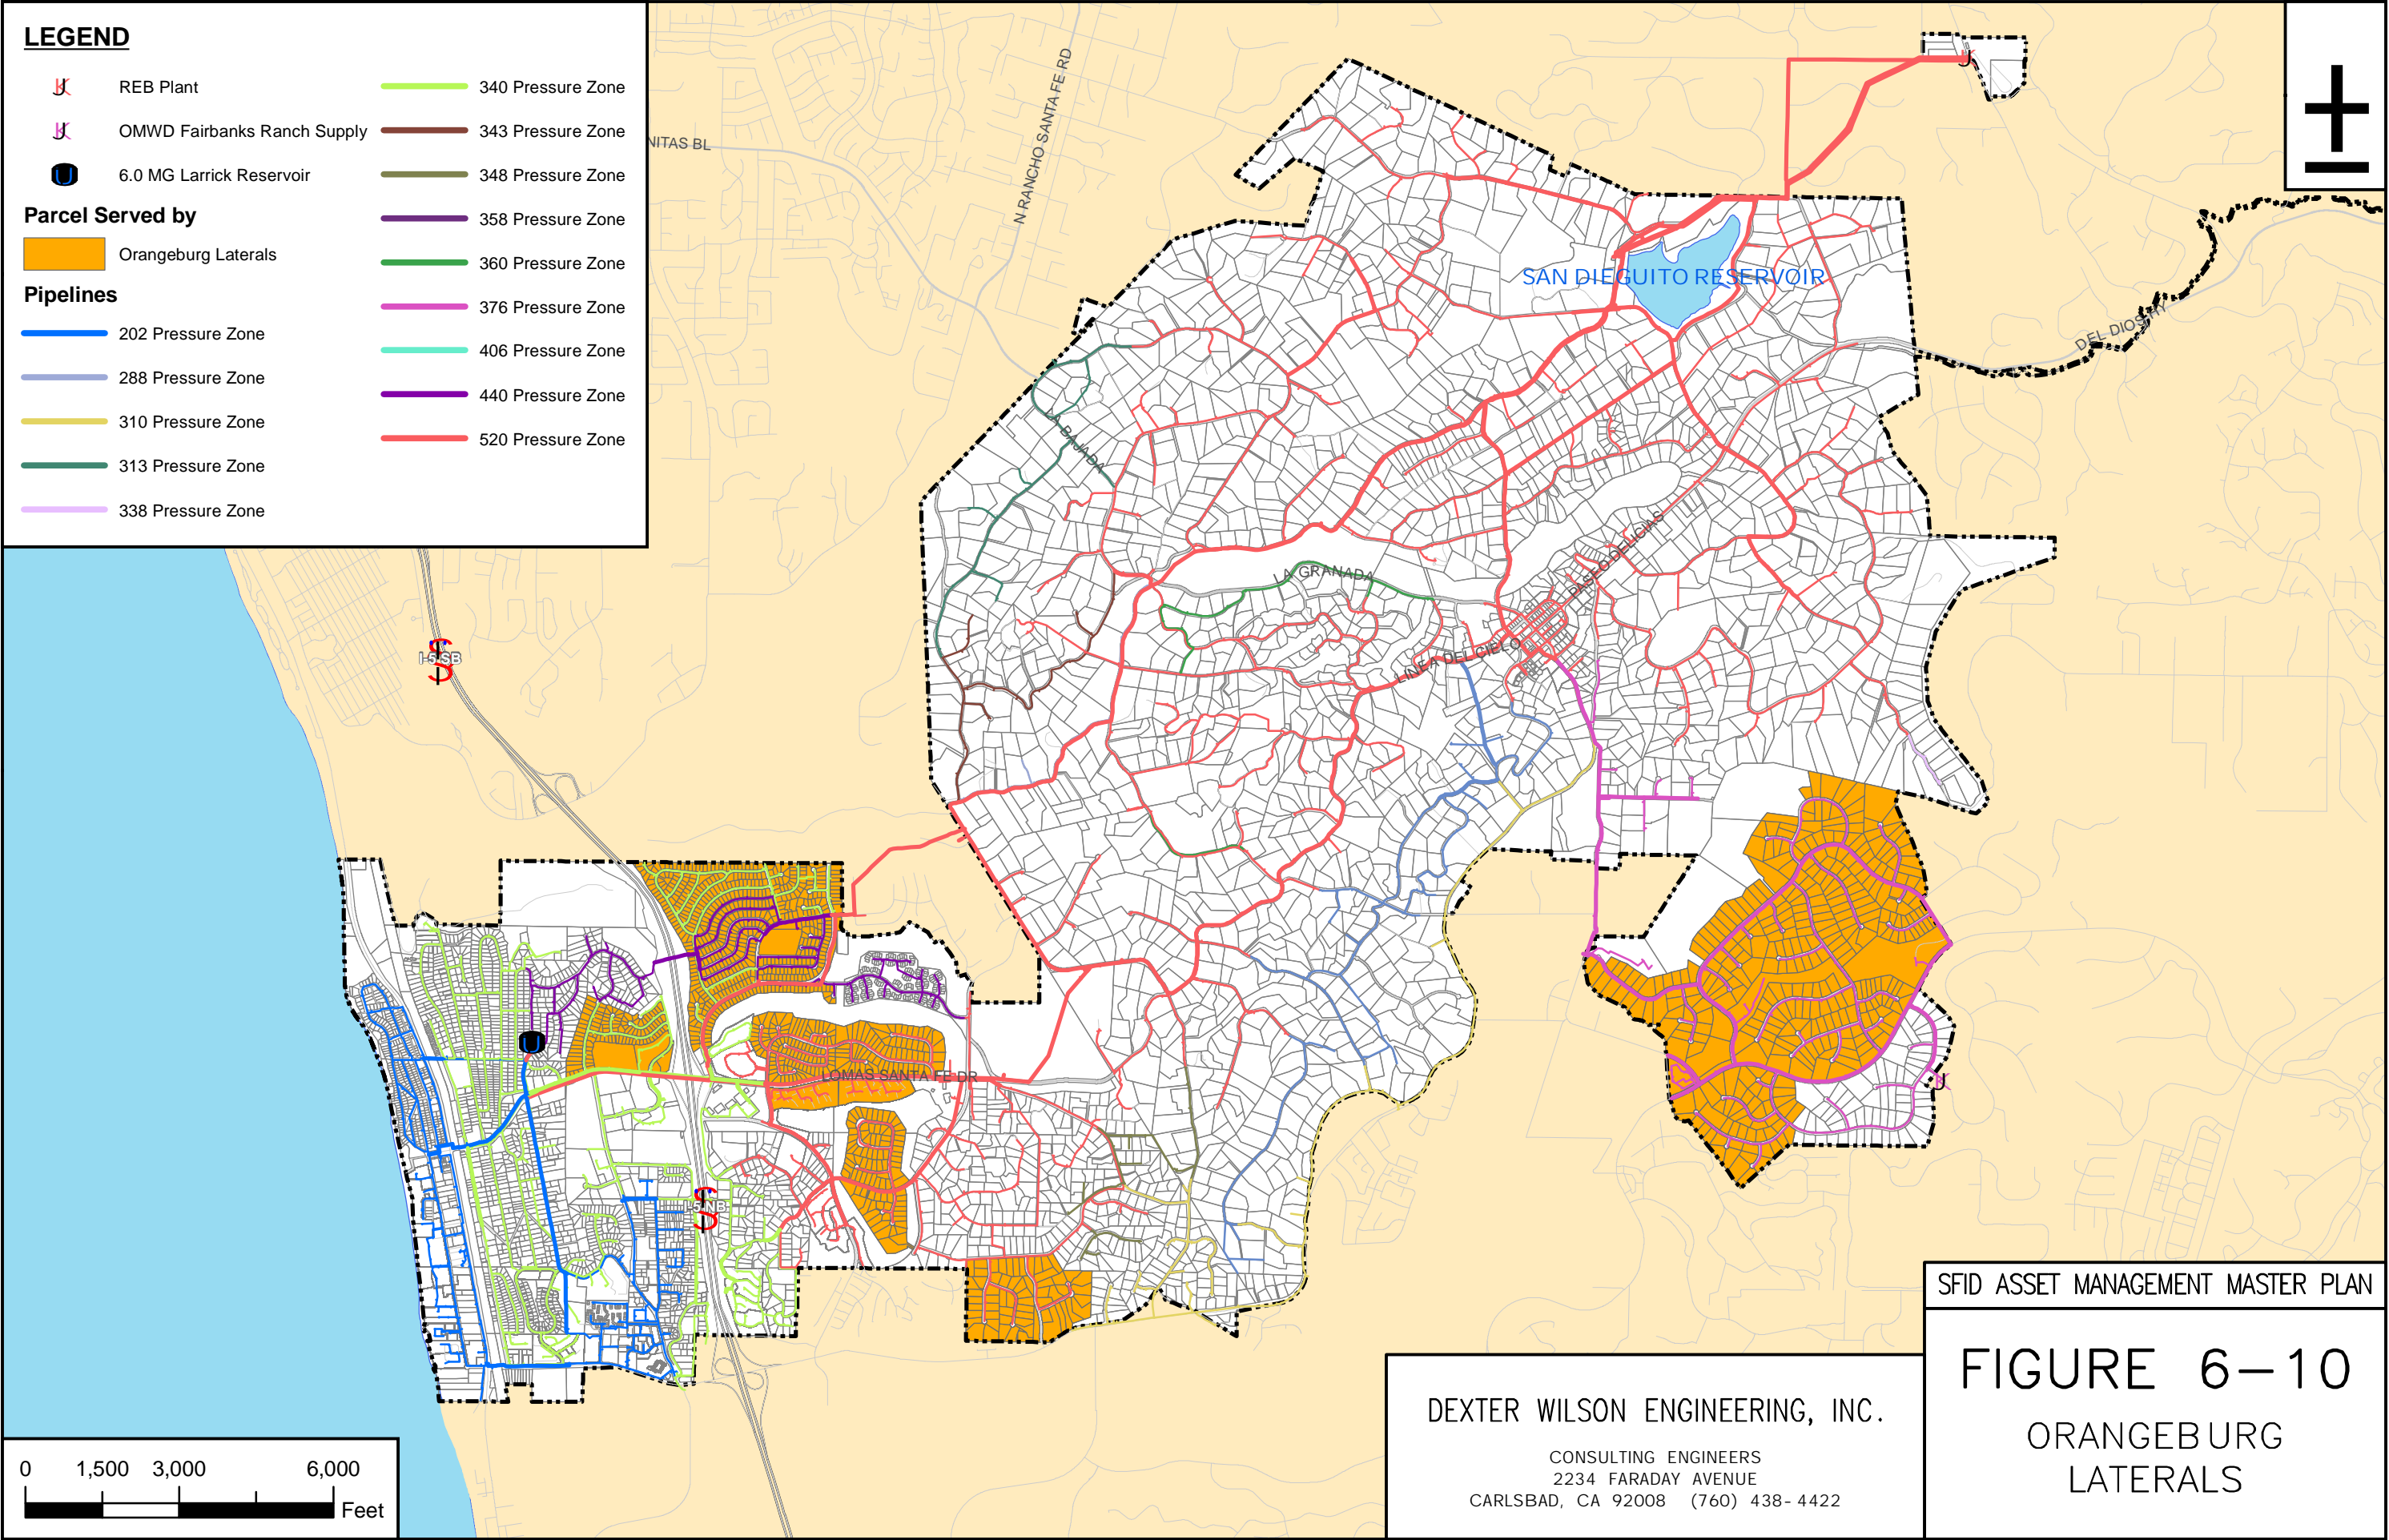 LEGEND
REB Plant
OMWD Fairbanks Ranch Supply
6.0 MG Larrick Reservoir
Parcel Served by
Orangeburg Laterals
Pipelines
202 Pressure Zone
288 Pressure Zone
310 Pressure Zone
313 Pressure Zone
338 Pressure Zone
340 Pressure Zone
343 Pressure Zone
348 Pressure Zone
358 Pressure Zone
360 Pressure Zone
376 Pressure Zone
406 Pressure Zone
440 Pressure Zone
520 Pressure Zone
NITAS BL
N RANCHO SANTA FE RD
SAN DIEGUITO RESERVOIR
DEL DIOS HY
LA BAJADA
PASEO DELICIAS
LA GRANADA
LINEA DEL CIELO
I-5 SB
LOMAS SANTA FE DR
I-5 NB
0 1,500 3,000 6,000
Feet
DEXTER WILSON ENGINEERING, INC.
CONSULTING ENGINEERS
2234 FARADAY AVENUE
CARLSBAD, CA 92008 (760) 438-4422
SFID ASSET MANAGEMENT MASTER PLAN
FIGURE 6-10
ORANGEBURG
LATERALS